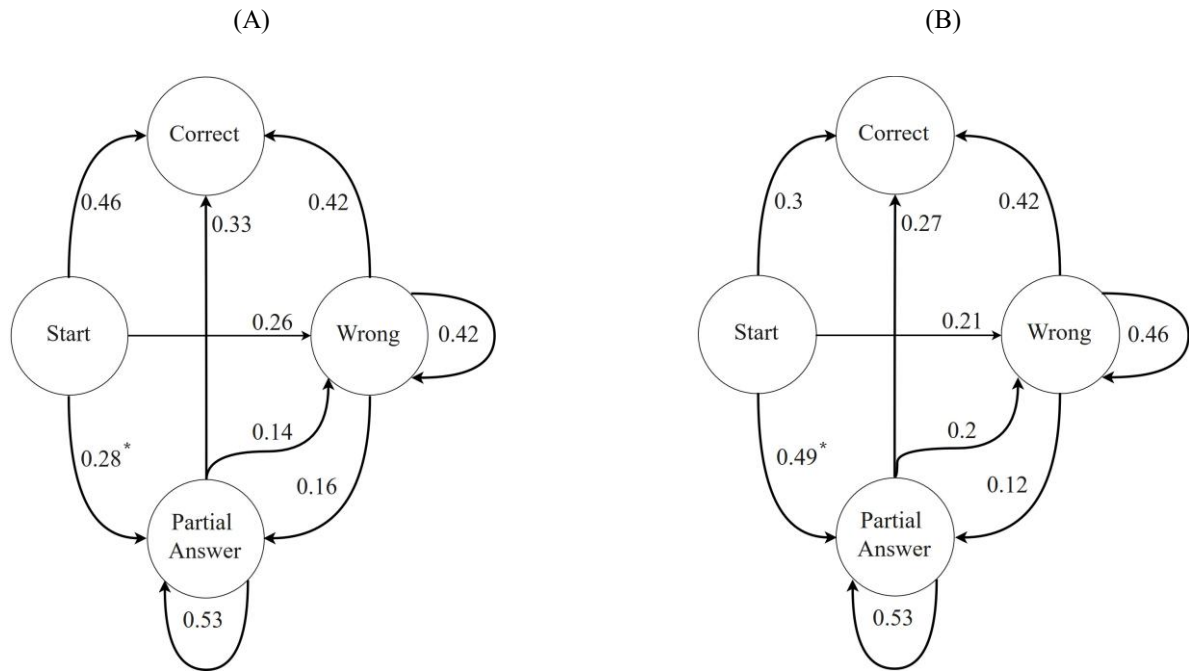 (A)
(B)
Correct
0.46
0.42
0.33
Start
0.26
Wrong
0.42
0.14
0.28*
0.16
Partial
Answer
0.53
Correct
0.3
0.42
0.27
Start
0.21
Wrong
0.46
0.2
0.49*
0.12
Partial
Answer
0.53